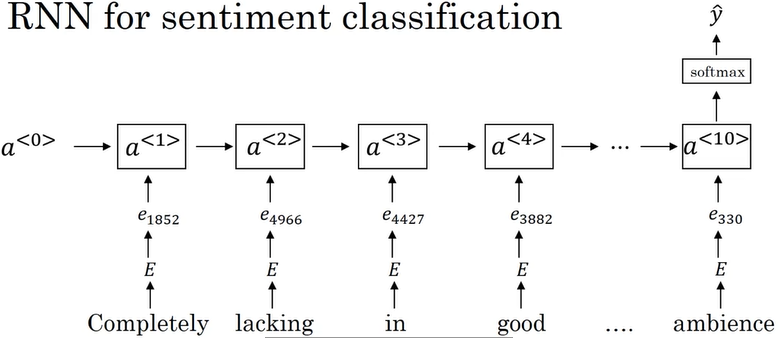 RNN for sentiment classification
ŷ
softmax
a<0> a<1> a<2> a<3> a<4> ... a<10>
e1852 e4966 e4427 e3882 e330
E E E E E
Completely lacking in good .... ambience